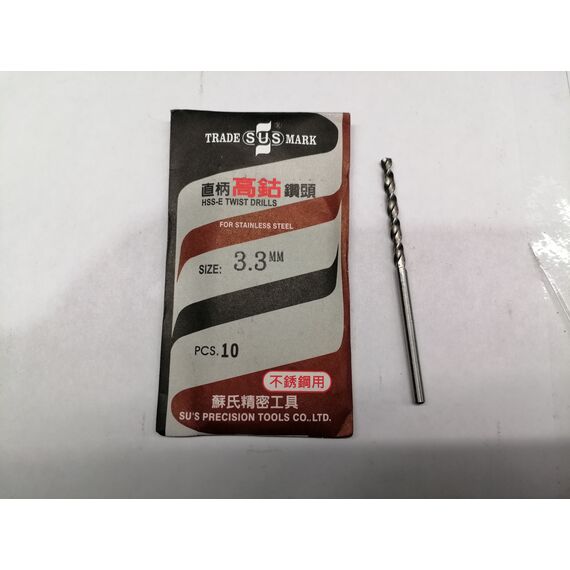 TRADE SUS® MARK
直柄高鈷鑽頭
HSS-E TWIST DRILLS
FOR STAINLESS STEEL
SIZE: 3.3MM
PCS. 10
不銹鋼用
蘇氏精密工具
SU'S PRECISION TOOLS CO., LTD.